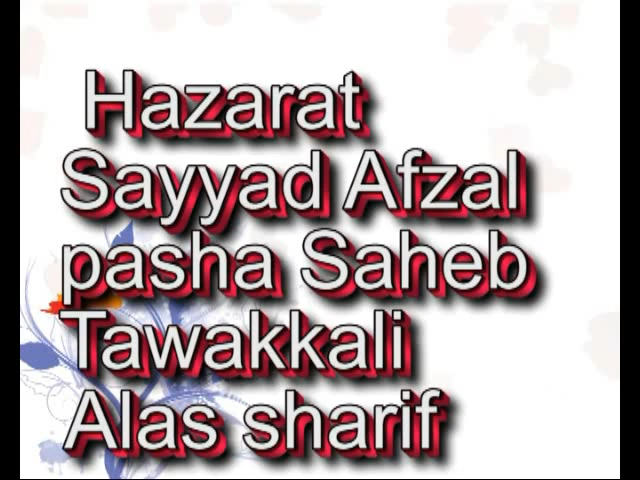 Hazarat
Sayyad Afzal
pasha Saheb
Tawakkali
Alas sharif